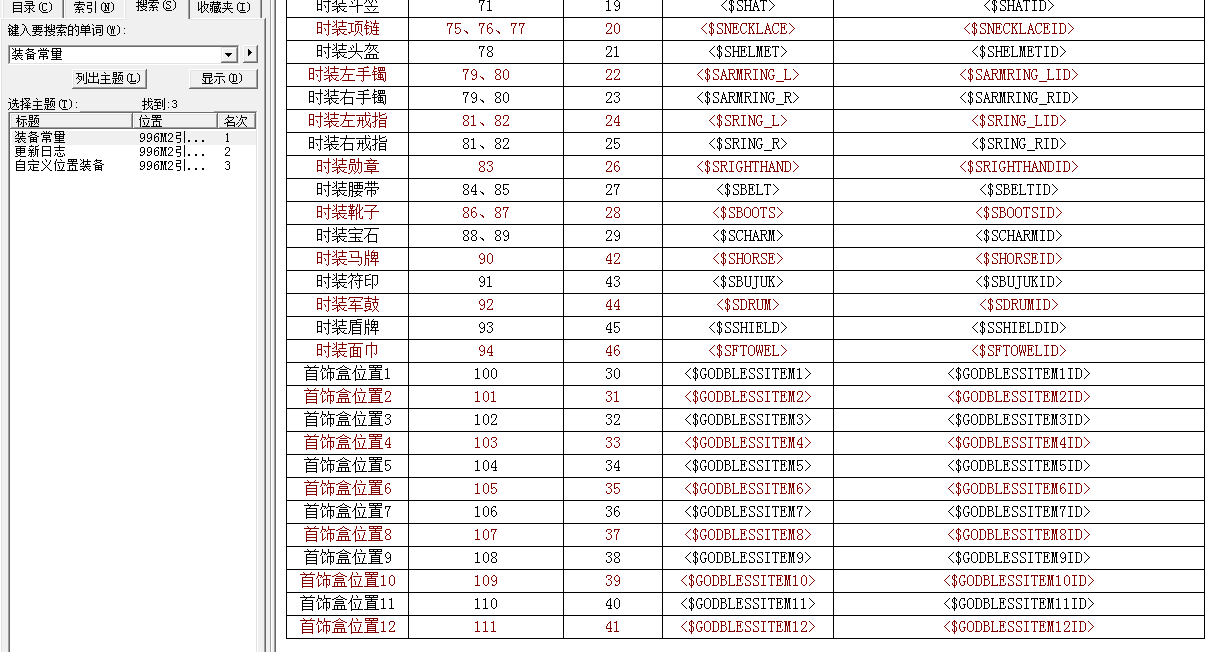 目录(C) 索引(N) 搜索(S) 收藏夹(I)
键入要搜索的单词(W):
装备常量
列出主题(L) 显示(D)
选择主题(T): 找到:3
标题 位置 名次
装备常量 996M2引... 1
更新日志 996M2引... 2
自定义位置装备 996M2引... 3
时装斗笠 71 19 <$SHAT> <$SHATID>
时装项链 75、76、77 20 <$SNECKLACE> <$SNECKLACEID>
时装头盔 78 21 <$SHELMET> <$SHELMETID>
时装左手镯 79、80 22 <$SARMRING_L> <$SARMRING_LID>
时装右手镯 79、80 23 <$SARMRING_R> <$SARMRING_RID>
时装左戒指 81、82 24 <$SRING_L> <$SRING_LID>
时装右戒指 81、82 25 <$SRING_R> <$SRING_RID>
时装勋章 83 26 <$SRIGHTHAND> <$SRIGHTHANDID>
时装腰带 84、85 27 <$SBELT> <$SBELTID>
时装靴子 86、87 28 <$SBOOTS> <$SBOOTSID>
时装宝石 88、89 29 <$SCHARM> <$SCHARMID>
时装马牌 90 42 <$SHORSE> <$SHORSEID>
时装符印 91 43 <$SBUJUK> <$SBUJUKID>
时装军鼓 92 44 <$SDRUM> <$SDRUMID>
时装盾牌 93 45 <$SSHIELD> <$SSHIELDID>
时装面巾 94 46 <$SFTOWEL> <$SFTOWELID>
首饰盒位置1 100 30 <$GODBLESSITEM1> <$GODBLESSITEM1ID>
首饰盒位置2 101 31 <$GODBLESSITEM2> <$GODBLESSITEM2ID>
首饰盒位置3 102 32 <$GODBLESSITEM3> <$GODBLESSITEM3ID>
首饰盒位置4 103 33 <$GODBLESSITEM4> <$GODBLESSITEM4ID>
首饰盒位置5 104 34 <$GODBLESSITEM5> <$GODBLESSITEM5ID>
首饰盒位置6 105 35 <$GODBLESSITEM6> <$GODBLESSITEM6ID>
首饰盒位置7 106 36 <$GODBLESSITEM7> <$GODBLESSITEM7ID>
首饰盒位置8 107 37 <$GODBLESSITEM8> <$GODBLESSITEM8ID>
首饰盒位置9 108 38 <$GODBLESSITEM9> <$GODBLESSITEM9ID>
首饰盒位置10 109 39 <$GODBLESSITEM10> <$GODBLESSITEM10ID>
首饰盒位置11 110 40 <$GODBLESSITEM11> <$GODBLESSITEM11ID>
首饰盒位置12 111 41 <$GODBLESSITEM12> <$GODBLESSITEM12ID>